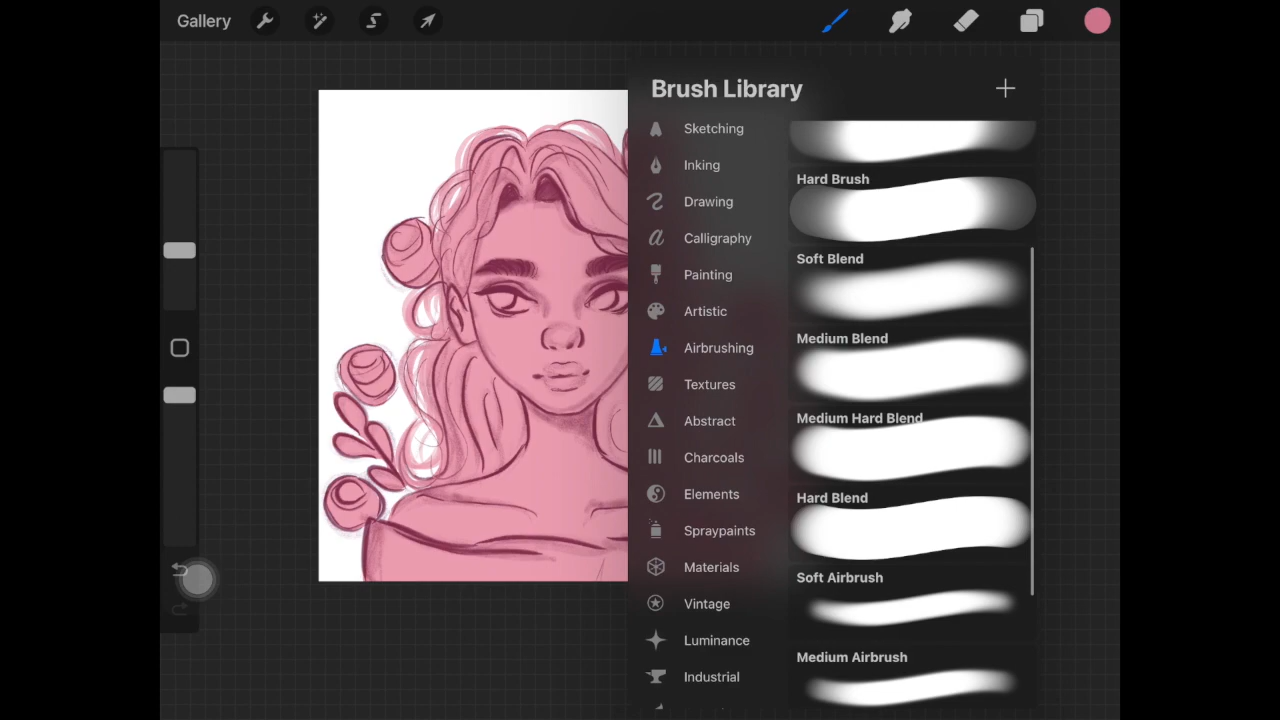 Gallery
Brush Library
Sketching
Inking
Drawing
Calligraphy
Painting
Artistic
Airbrushing
Textures
Abstract
Charcoals
Elements
Spraypaints
Materials
Vintage
Luminance
Industrial
Hard Brush
Soft Blend
Medium Blend
Medium Hard Blend
Hard Blend
Soft Airbrush
Medium Airbrush